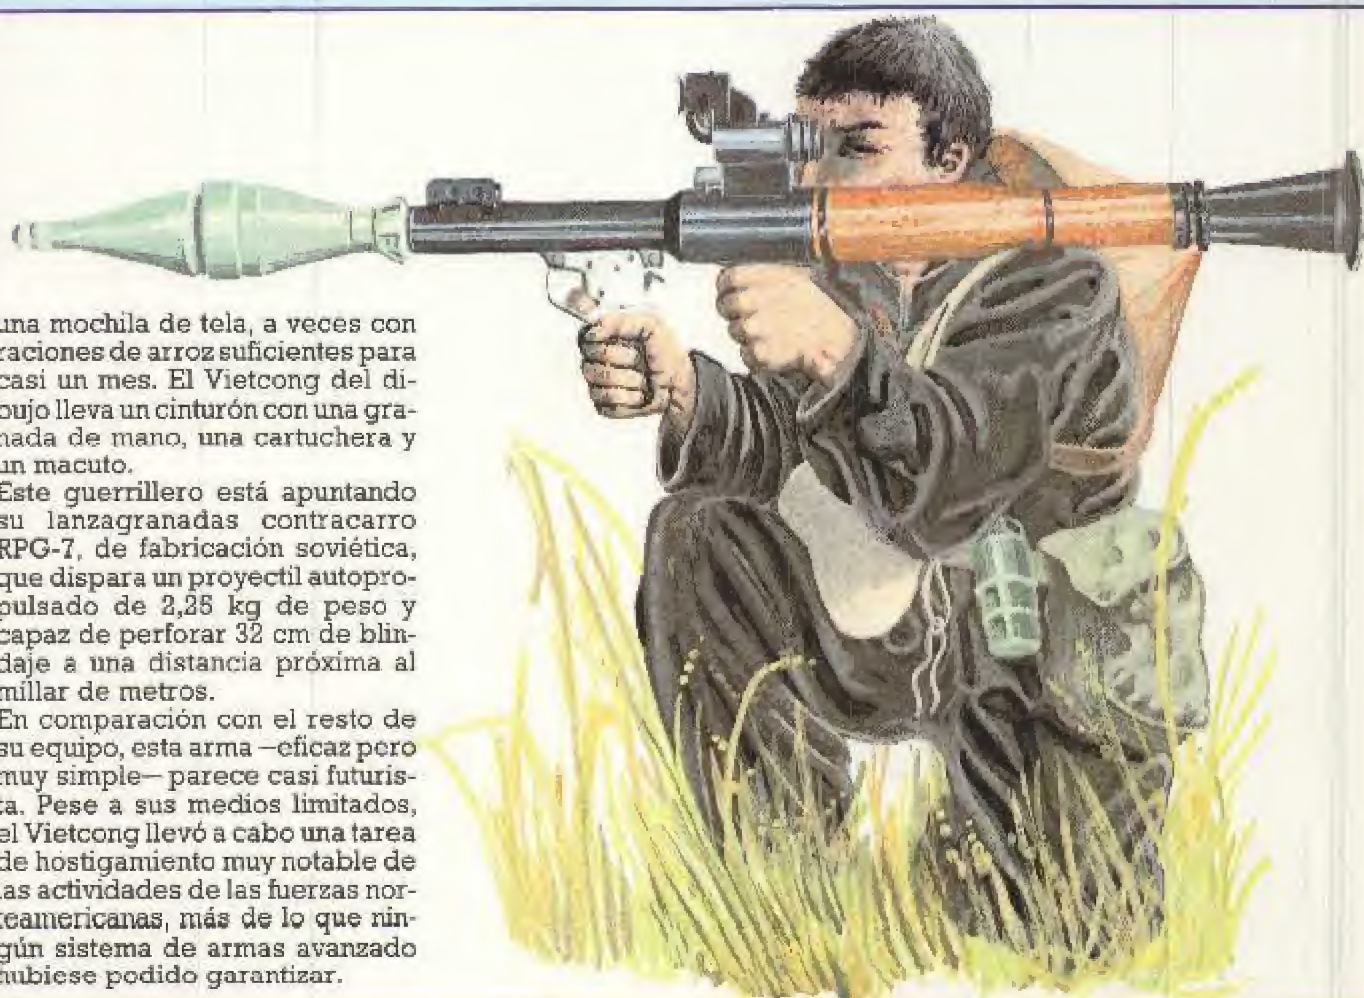 una mochila de tela, a veces con
raciones de arroz suficientes para
casi un mes. El Vietcong del di-
bujo lleva un cinturón con una gra-
nada de mano, una cartuchera y
un macuto.
Este guerrillero está apuntando
su lanzagranadas contracarro
RPG-7, de fabricación soviética,
que dispara un proyectil autopro-
pulsado de 2,25 kg de peso y
capaz de perforar 32 cm de blin-
daje a una distancia próxima al
millar de metros.
En comparación con el resto de
su equipo, esta arma —eficaz pero
muy simple— parece casi futuris-
ta. Pese a sus medios limitados,
el Vietcong llevó a cabo una tarea
de hostigamiento muy notable de
las actividades de las fuerzas nor-
teamericanas, más de lo que nin-
gún sistema de armas avanzado
hubiese podido garantizar.